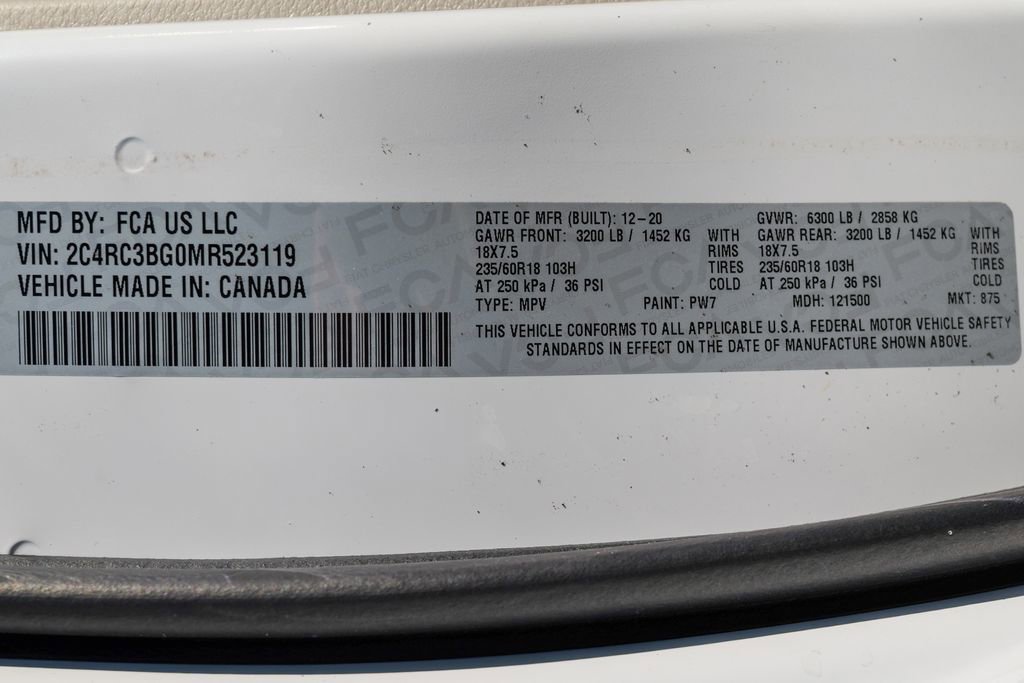 MFD BY: FCA US LLC
VIN: 2C4RC3BG0MR523119
VEHICLE MADE IN: CANADA
DATE OF MFR (BUILT): 12-20 GVWR: 6300 LB / 2858 KG
GAWR FRONT: 3200 LB / 1452 KG WITH GAWR REAR: 3200 LB / 1452 KG WITH
18X7.5 RIMS 18X7.5 RIMS
235/60R18 103H TIRES 235/60R18 103H TIRES
AT 250 kPa / 36 PSI COLD AT 250 kPa / 36 PSI COLD
TYPE: MPV PAINT: PW7 MDH: 121500 MKT: 875
THIS VEHICLE CONFORMS TO ALL APPLICABLE U.S.A. FEDERAL MOTOR VEHICLE SAFETY
STANDARDS IN EFFECT ON THE DATE OF MANUFACTURE SHOWN ABOVE.